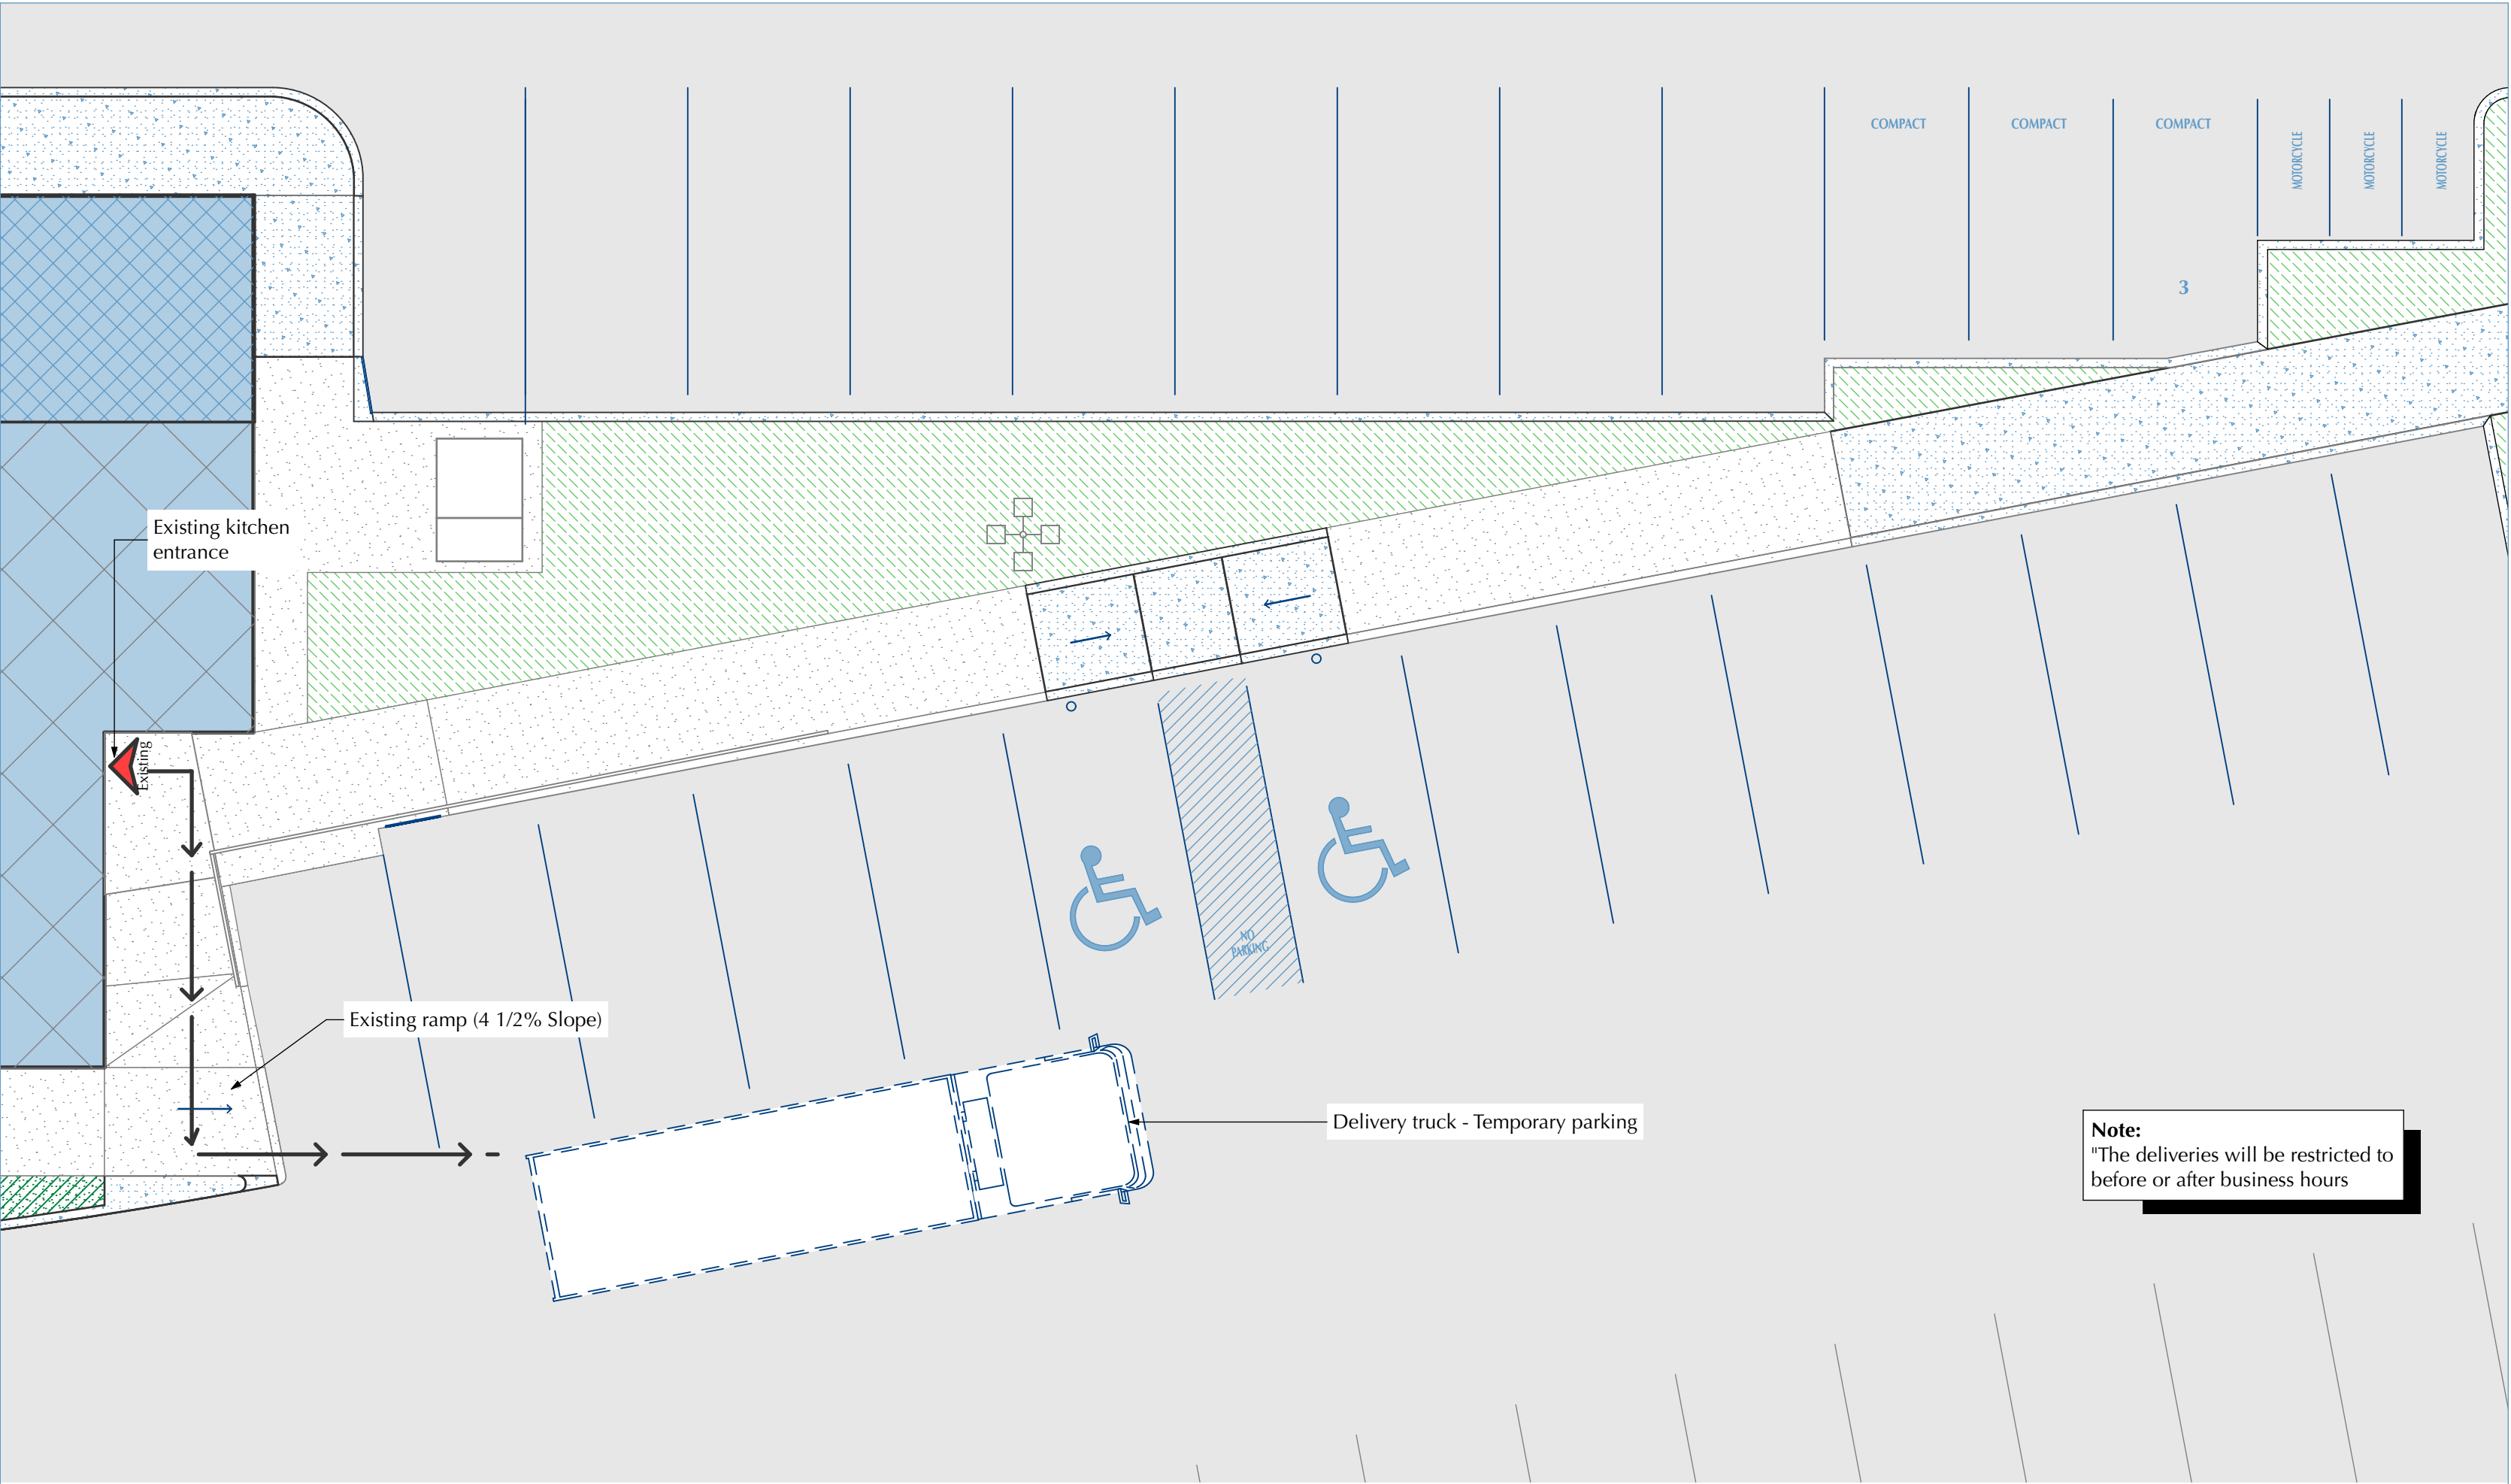 COMPACT
COMPACT
COMPACT
MOTORCYCLE
MOTORCYCLE
MOTORCYCLE
3
Existing kitchen
entrance
Existing
NO
PARKING
Existing ramp (4 1/2% Slope)
Delivery truck - Temporary parking
Note:
"The deliveries will be restricted to
before or after business hours